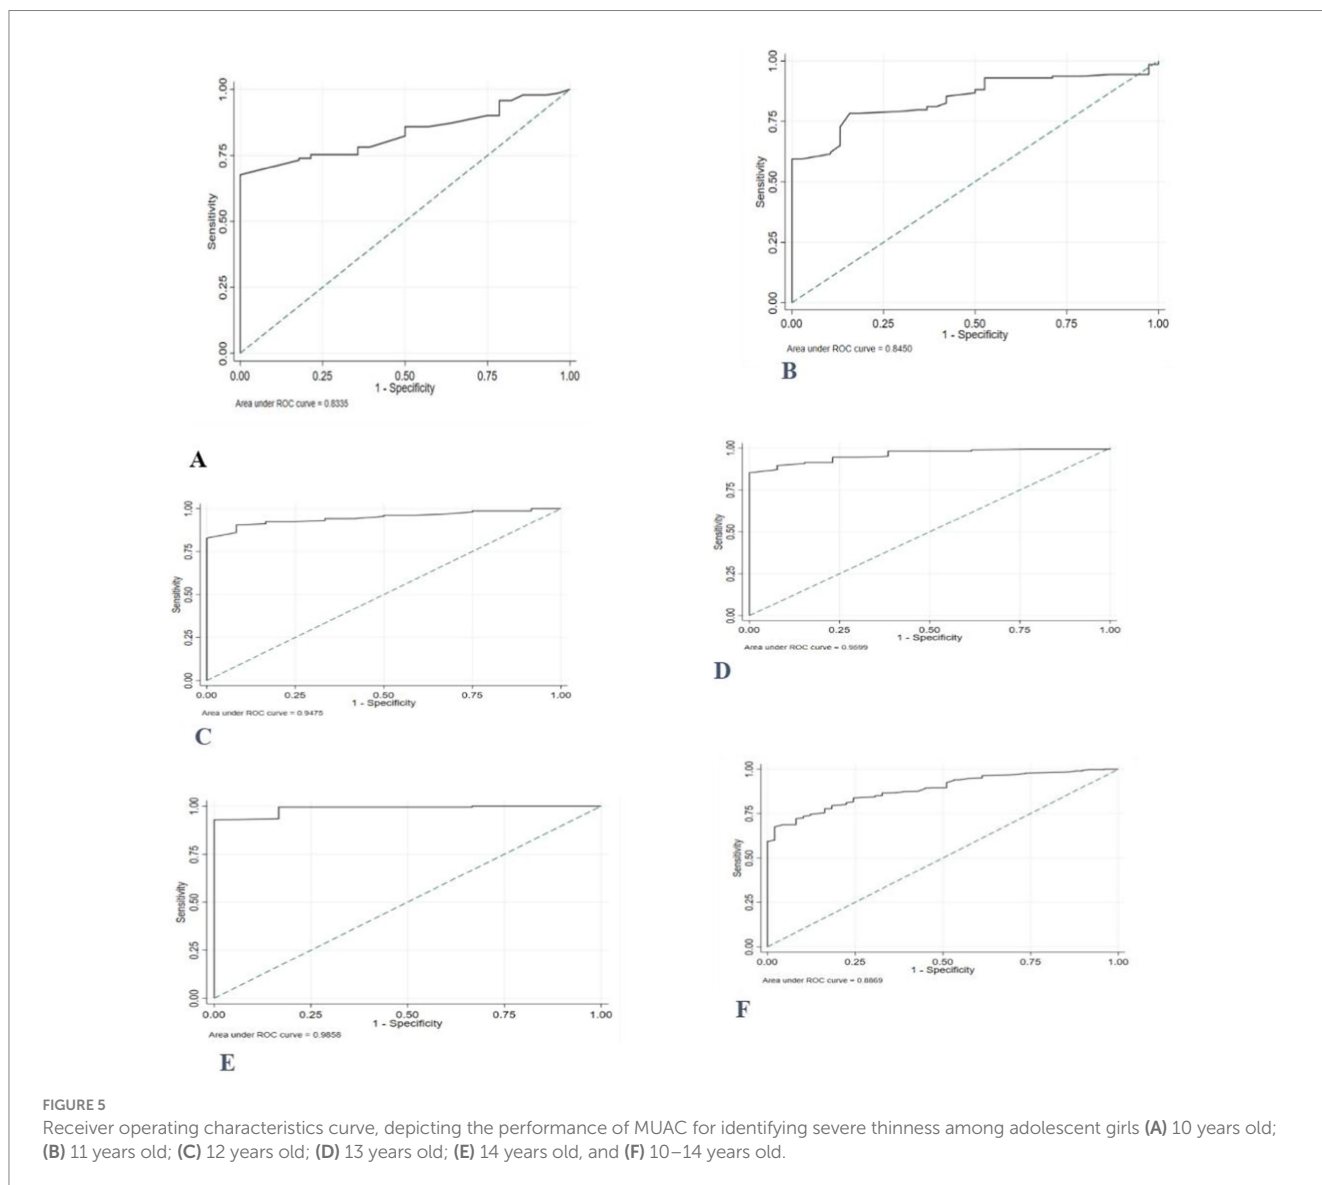 1.00
0.75
Sensitivity
0.50
0.25
0.00
0.00 0.25 0.50 0.75 1.00
1 - Specificity
Area under ROC curve = 0.8335
A
1.00
0.75
Sensitivity
0.50
0.25
0.00
0.00 0.25 0.50 0.75 1.00
1 - Specificity
Area under ROC curve = 0.8450
B
1.00
0.75
Sensitivity
0.50
0.25
0.00
0.00 0.25 0.50 0.75 1.00
1 - Specificity
Area under ROC curve = 0.9475
C
1.00
0.75
Sensitivity
0.50
0.25
0.00
0.00 0.25 0.50 0.75 1.00
1 - Specificity
Area under ROC curve =
D
1.00
0.75
Sensitivity
0.50
0.25
0.00
0.00 0.25 0.50 0.75 1.00
1 - Specificity
Area under ROC curve =
E
1.00
0.75
Sensitivity
0.50
0.25
0.00
0.00 0.25 0.50 0.75 1.00
1 - Specificity
Area under ROC curve = 0.8869
F
FIGURE 5
Receiver operating characteristics curve, depicting the performance of MUAC for identifying severe thinness among adolescent girls (A) 10 years old;
(B) 11 years old; (C) 12 years old; (D) 13 years old; (E) 14 years old, and (F) 10–14 years old.